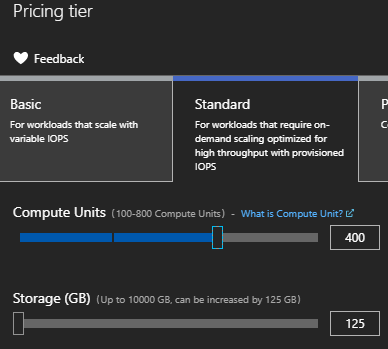 Pricing tier
Feedback
Basic
For workloads that scale with
variable IOPS
Standard
For workloads that require on-
demand scaling optimized for
high throughput with provisioned
IOPS
P
C
Compute Units (100-800 Compute Units) - What is Compute Unit?
400
Storage (GB) (Up to 10000 GB, can be increased by 125 GB)
125